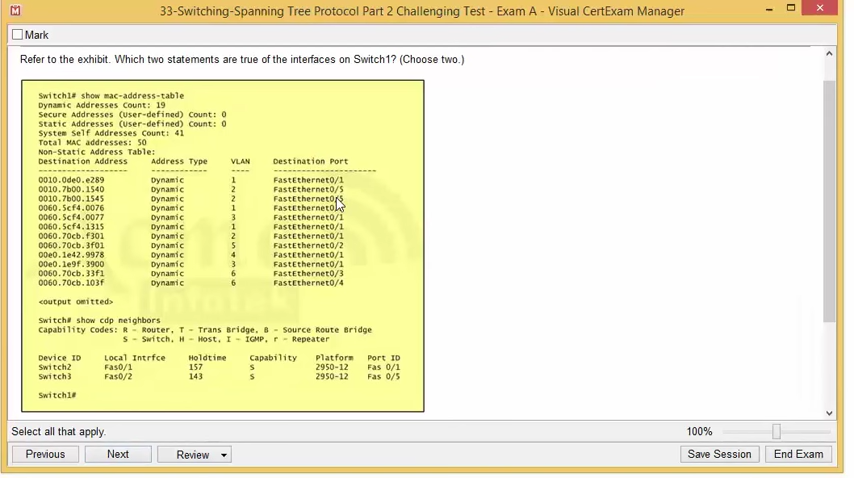 33-Switching-Spanning Tree Protocol Part 2 Challenging Test - Exam A - Visual CertExam Manager
Mark
Refer to the exhibit. Which two statements are true of the interfaces on Switch1? (Choose two.)
Switch1# show mac-address-table
Dynamic Addresses Count: 19
Secure Addresses (User-defined) Count: 0
Static Addresses (User-defined) Count: 0
System Self Addresses Count: 41
Total MAC addresses: 50
Non-Static Address Table:
Destination Address Address Type VLAN Destination Port
------------------- ------------ ---- --------------------
0010.0de0.e289 Dynamic 1 FastEthernet0/1
0010.7b00.1540 Dynamic 2 FastEthernet0/5
0010.7b00.1545 Dynamic 2 FastEthernet0/5
0060.5cf4.0076 Dynamic 1 FastEthernet0/1
0060.5cf4.0077 Dynamic 3 FastEthernet0/1
0060.5cf4.1315 Dynamic 1 FastEthernet0/1
0060.70cb.f301 Dynamic 2 FastEthernet0/1
0060.70cb.3f01 Dynamic 5 FastEthernet0/2
00e0.1e42.9978 Dynamic 4 FastEthernet0/1
00e0.1e9f.3900 Dynamic 3 FastEthernet0/1
0060.70cb.33f1 Dynamic 6 FastEthernet0/3
0060.70cb.103f Dynamic 6 FastEthernet0/4
<output omitted>
Switch1# show cdp neighbors
Capability Codes: R - Router, T - Trans Bridge, B - Source Route Bridge
S - Switch, H - Host, I - IGMP, r - Repeater
Device ID Local Intrfce Holdtime Capability Platform Port ID
Switch2 Fas0/1 157 S 2950-12 Fas 0/1
Switch3 Fas0/2 143 S 2950-12 Fas 0/5
Switch1#
Acme
Infotek
Select all that apply.
100%
Previous Next Review Save Session End Exam